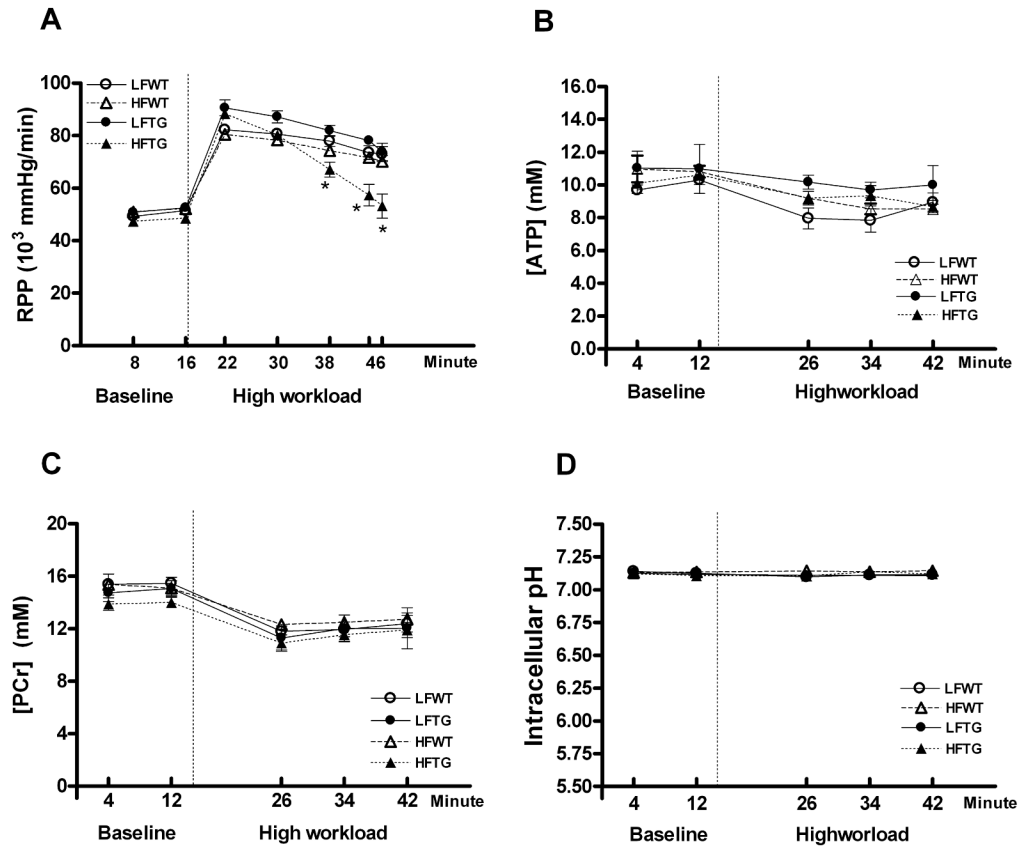 A
RPP (10³ mmHg/min)
100
80
60
40
20
0
LFWT
HFWT
LFTG
HFTG
*
*
*
8 16 22 30 38 46 Minute
Baseline High workload
B
[ATP] (mM)
16.0
14.0
12.0
10.0
8.0
6.0
4.0
2.0
0.0
LFWT
HFWT
LFTG
HFTG
4 12 26 34 42 Minute
Baseline Highworkload
C
[PCr] (mM)
20
16
12
8
4
0
LFWT
LFTG
HFWT
HFTG
4 12 26 34 42 Minute
Baseline High workload
D
Intracellular pH
7.50
7.25
7.00
6.75
6.50
6.25
6.00
5.75
5.50
LFWT
HFWT
LFTG
HFTG
4 12 26 34 42 Minute
Baseline Highworload